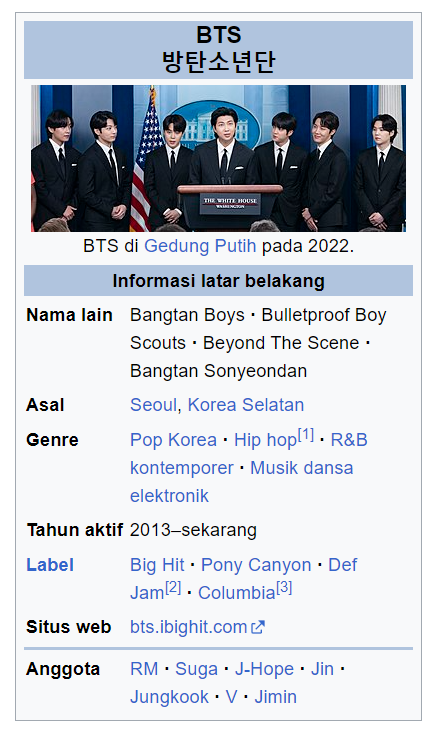 BTS
방탄소년단
THE WHITE HOUSE
WASHINGTON
BTS di Gedung Putih pada 2022.
Informasi latar belakang
Nama lain Bangtan Boys · Bulletproof Boy
Scouts · Beyond The Scene ·
Bangtan Sonyeondan
Asal Seoul, Korea Selatan
Genre Pop Korea · Hip hop[1] · R&B
kontemporer · Musik dansa
elektronik
Tahun aktif 2013–sekarang
Label Big Hit · Pony Canyon · Def
Jam[2] · Columbia[3]
Situs web bts.ibighit.com
Anggota RM · Suga · J-Hope · Jin ·
Jungkook · V · Jimin